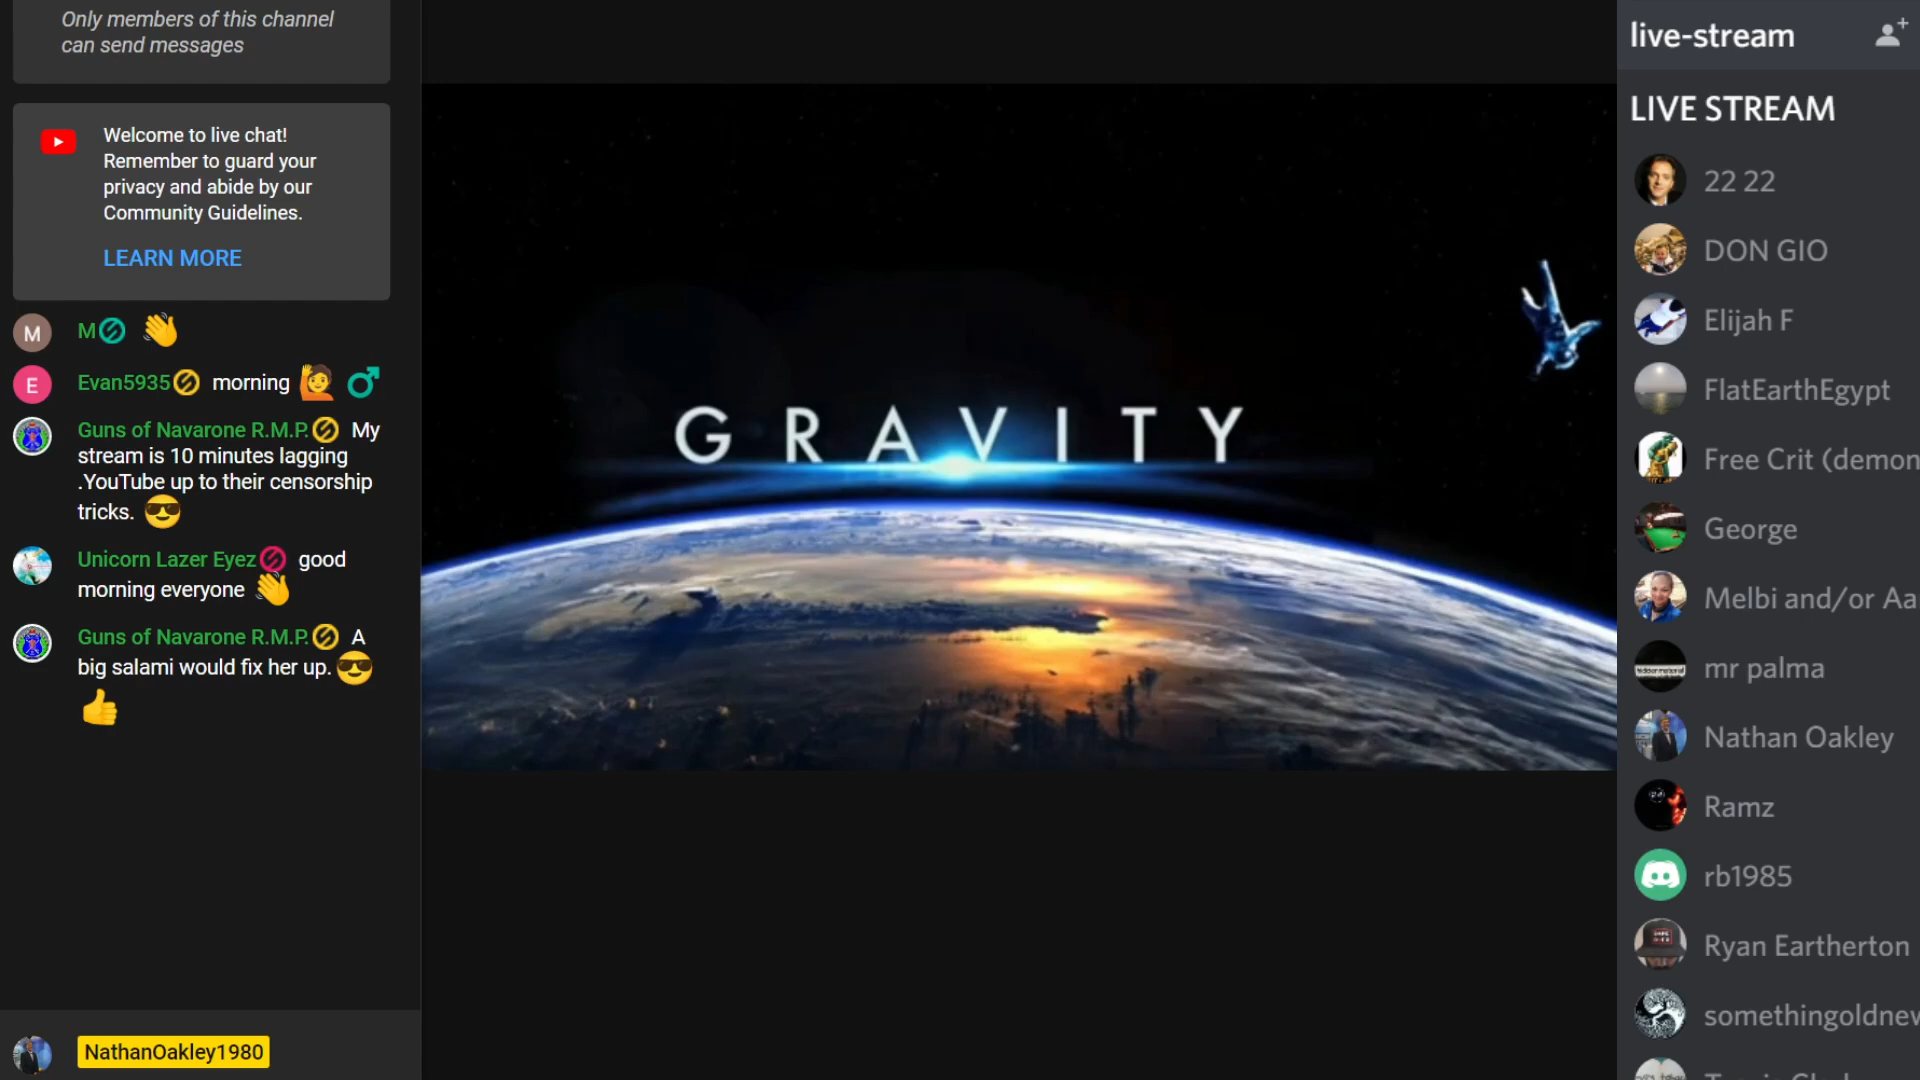 Only members of this channel
can send messages
Welcome to live chat!
Remember to guard your
privacy and abide by our
Community Guidelines.
LEARN MORE
M
M
E
Evan5935 morning
Guns of Navarone R.M.P. My
stream is 10 minutes lagging
.YouTube up to their censorship
tricks.
Unicorn Lazer Eyez good
morning everyone
Guns of Navarone R.M.P. A
big salami would fix her up.
NathanOakley1980
GRAVITY
live-stream
LIVE STREAM
22 22
DON GIO
Elijah F
FlatEarthEgypt
Free Crit (demon
George
Melbi and/or Aa
mr palma
Nathan Oakley
Ramz
rb1985
Ryan Eartherton
somethingoldnew